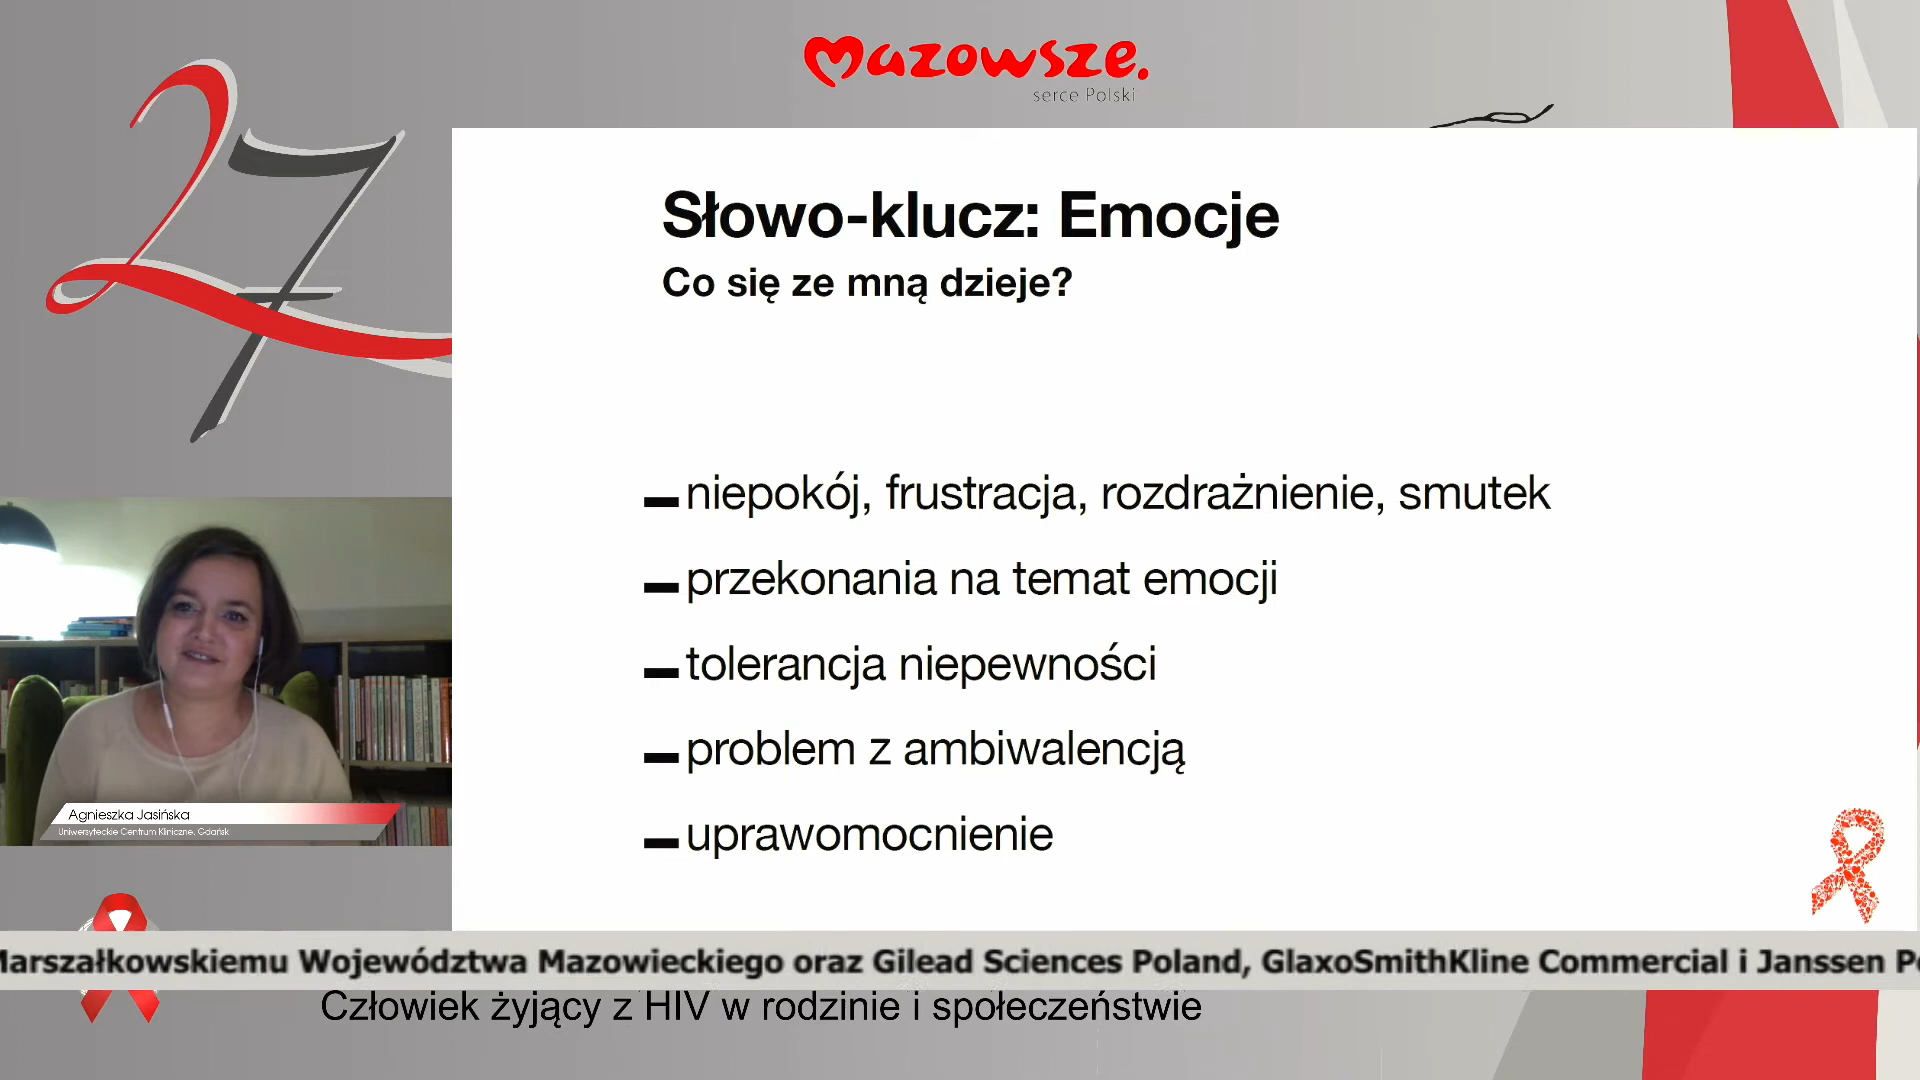 27
Mazowsze.
serce Polski
Słowo-klucz: Emocje
Co się ze mną dzieje?
niepokój, frustracja, rozdrażnienie, smutek
przekonania na temat emocji
tolerancja niepewności
problem z ambiwalencją
uprawomocnienie
Agnieszka Jasińska
Uniwersyteckie Centrum Kliniczne, Gdańsk
Marszałkowskiemu Województwa Mazowieckiego oraz Gilead Sciences Poland, GlaxoSmithKline Commercial i Janssen
Człowiek żyjący z HIV w rodzinie i społeczeństwie